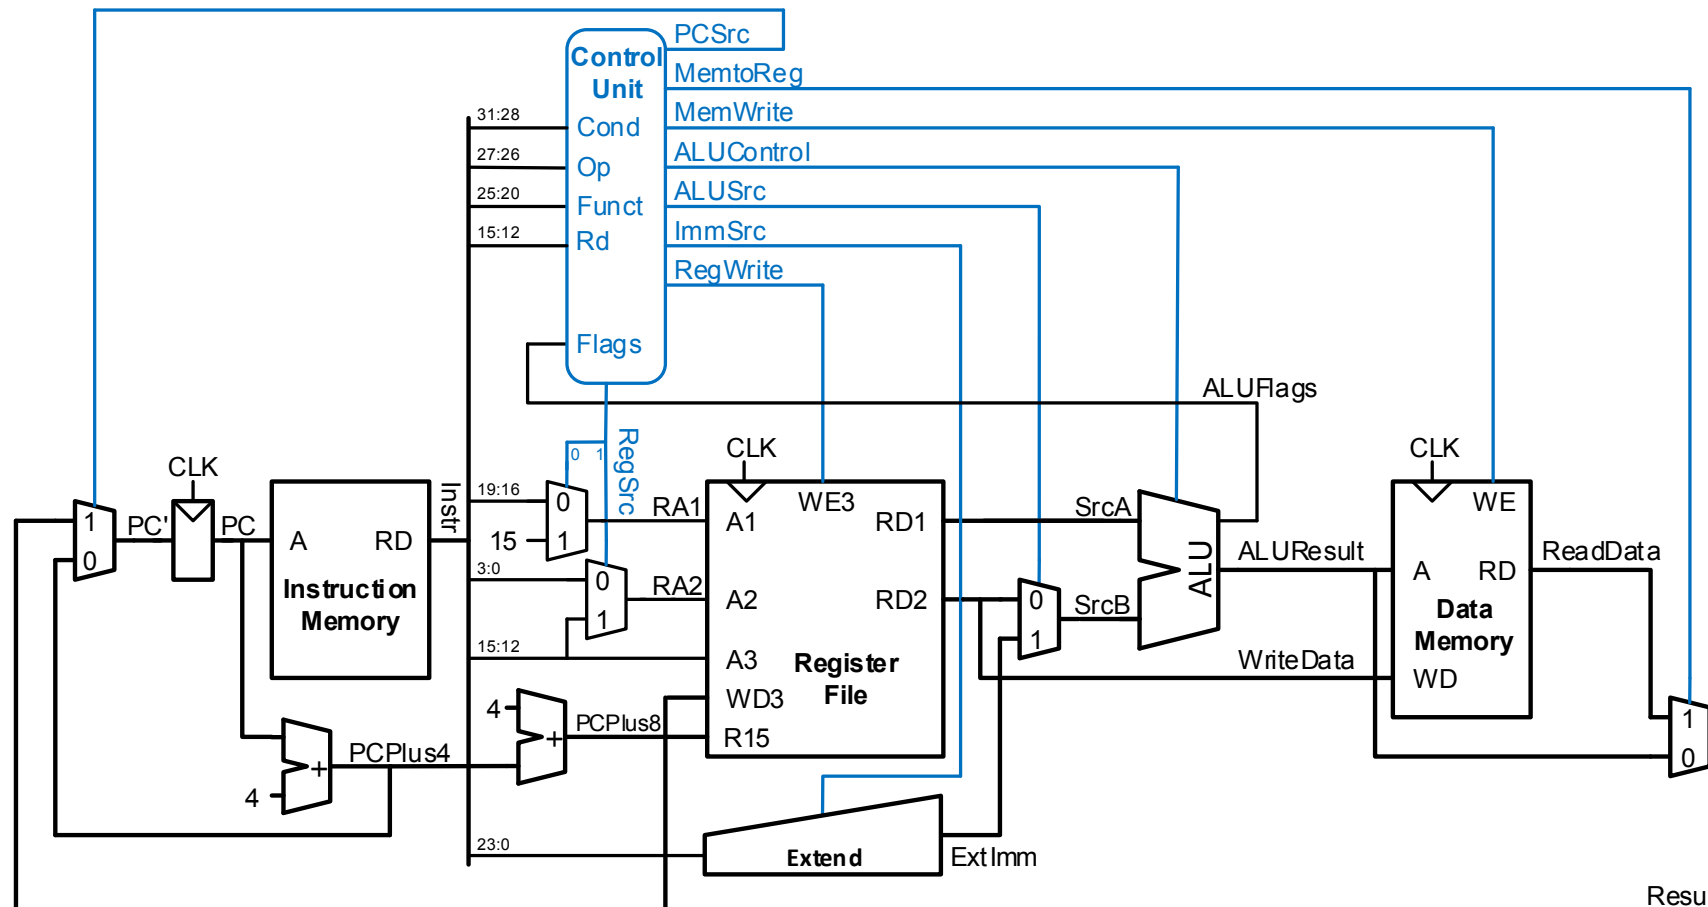 PCSrc
Control
Unit
MemtoReg
MemWrite
31:28
Cond
27:26
Op
ALUControl
25:20
Funct
ALUSrc
15:12
Rd
ImmSrc
RegWrite
Flags
ALUFlags
RegSrc
0 1
CLK
CLK
CLK
Instr
19:16
0
1
15
RA1
A1
WE3
RD1
SrcA
WE
1
0
PC'
PC
A
RD
Instruction
Memory
3:0
0
1
RA2
A2
RD2
0
1
SrcB
ALU
ALUResult
A
RD
ReadData
Data
Memory
15:12
A3
Register
File
WriteData
WD
WD3
4
+
PCPlus8
R15
1
0
PCPlus4
+
4
23:0
Extend
ExtImm